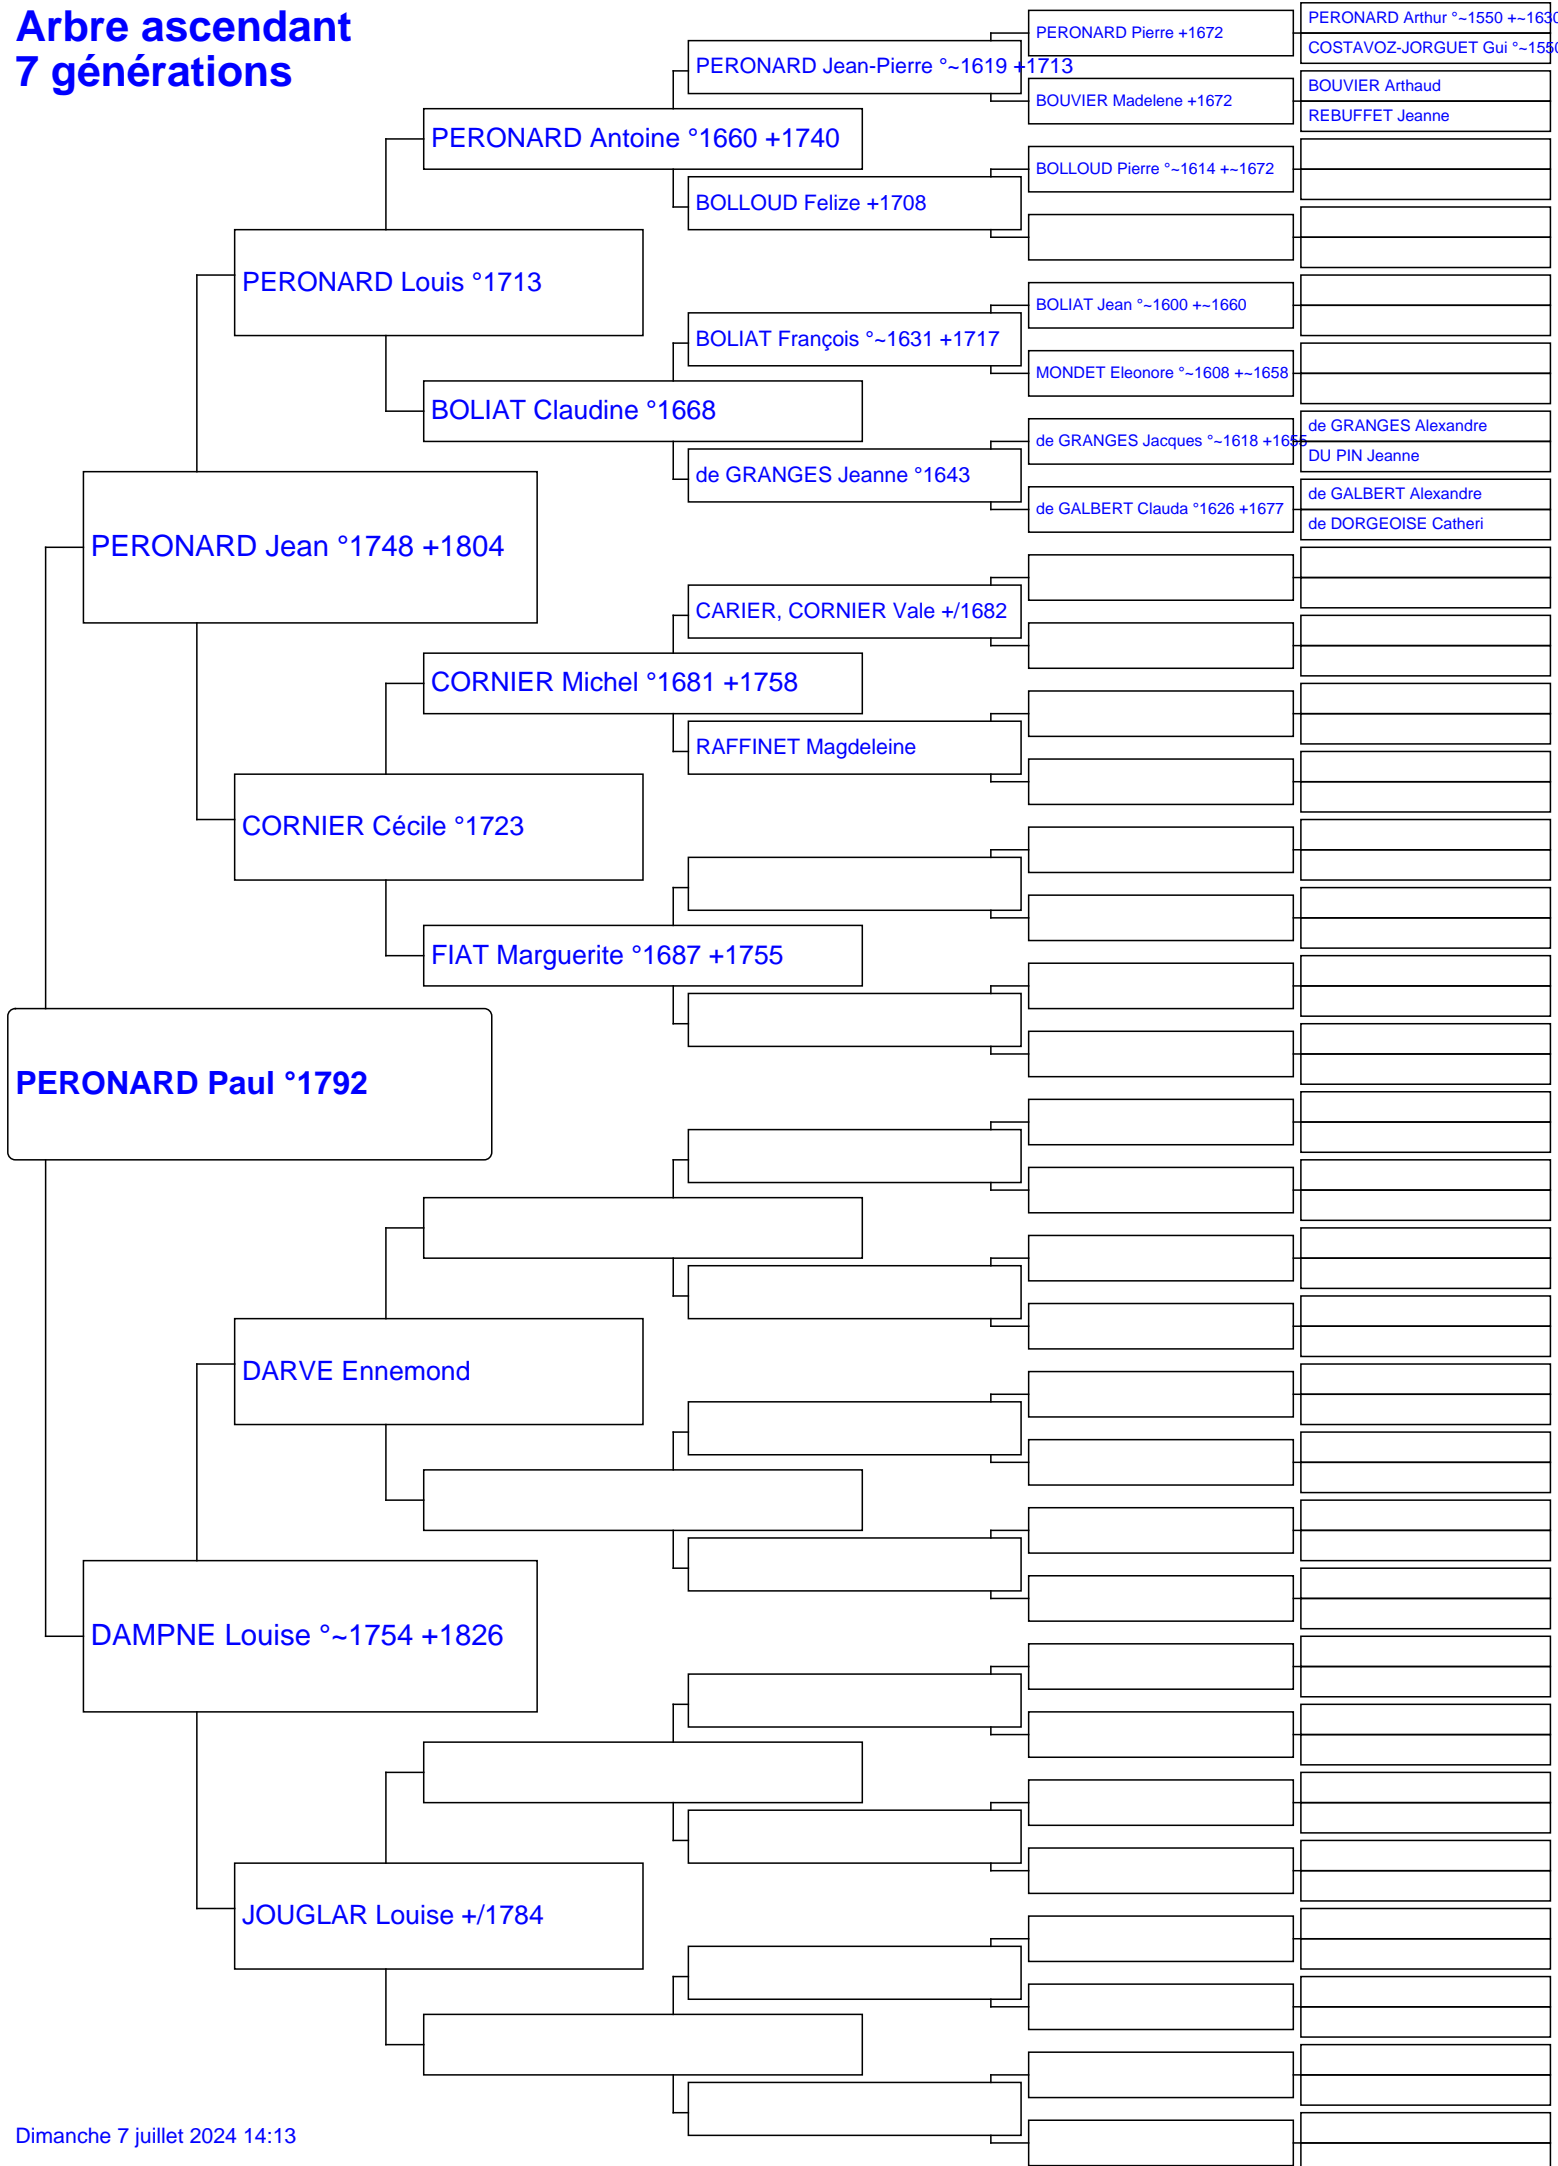 Arbre ascendant
7 générations
PERONARD Arthur °~1550 +~1630
PERONARD Pierre +1672
COSTAVOZ-JORGUET Gui °~1550
PERONARD Jean-Pierre °~1619 +1713
BOUVIER Arthaud
BOUVIER Madelene +1672
REBUFFET Jeanne
PERONARD Antoine °1660 +1740
BOLLOUD Pierre °~1614 +~1672
BOLLOUD Felize +1708
PERONARD Louis °1713
BOLIAT Jean °~1600 +~1660
BOLIAT François °~1631 +1717
MONDET Eleonore °~1608 +~1658
BOLIAT Claudine °1668
de GRANGES Alexandre
de GRANGES Jacques °~1618 +1655
DU PIN Jeanne
de GRANGES Jeanne °1643
de GALBERT Alexandre
de GALBERT Clauda °1626 +1677
de DORGEOISE Catheri
PERONARD Jean °1748 +1804
CARIER, CORNIER Vale +/1682
CORNIER Michel °1681 +1758
RAFFINET Magdeleine
CORNIER Cécile °1723
FIAT Marguerite °1687 +1755
PERONARD Paul °1792
DARVE Ennemond
DAMPNE Louise °~1754 +1826
JOUGLAR Louise +/1784
Dimanche 7 juillet 2024 14:13